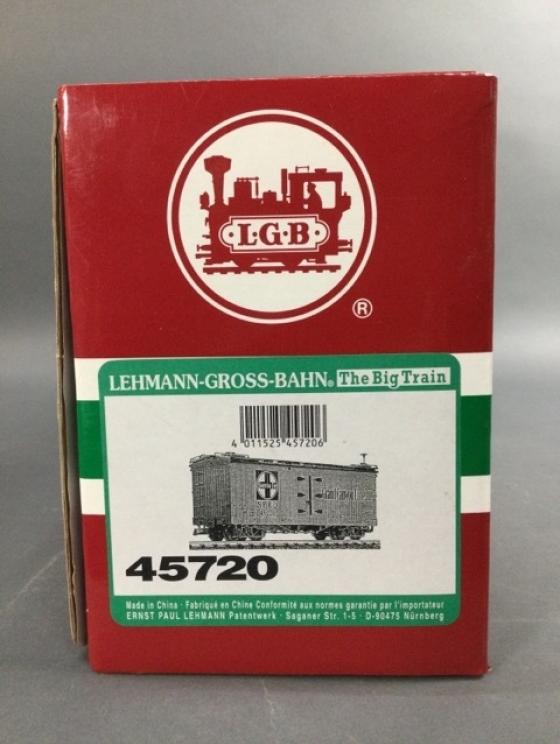 L·G·B
®
LEHMANN-GROSS-BAHN® The Big Train
4 011525 457206
45720
Made in China · Fabriqué en Chine Conformité aux normes garantie par l'importateur
ERNST PAUL LEHMANN Patentwerk · Saganer Str. 1-5 · D-90475 Nürnberg